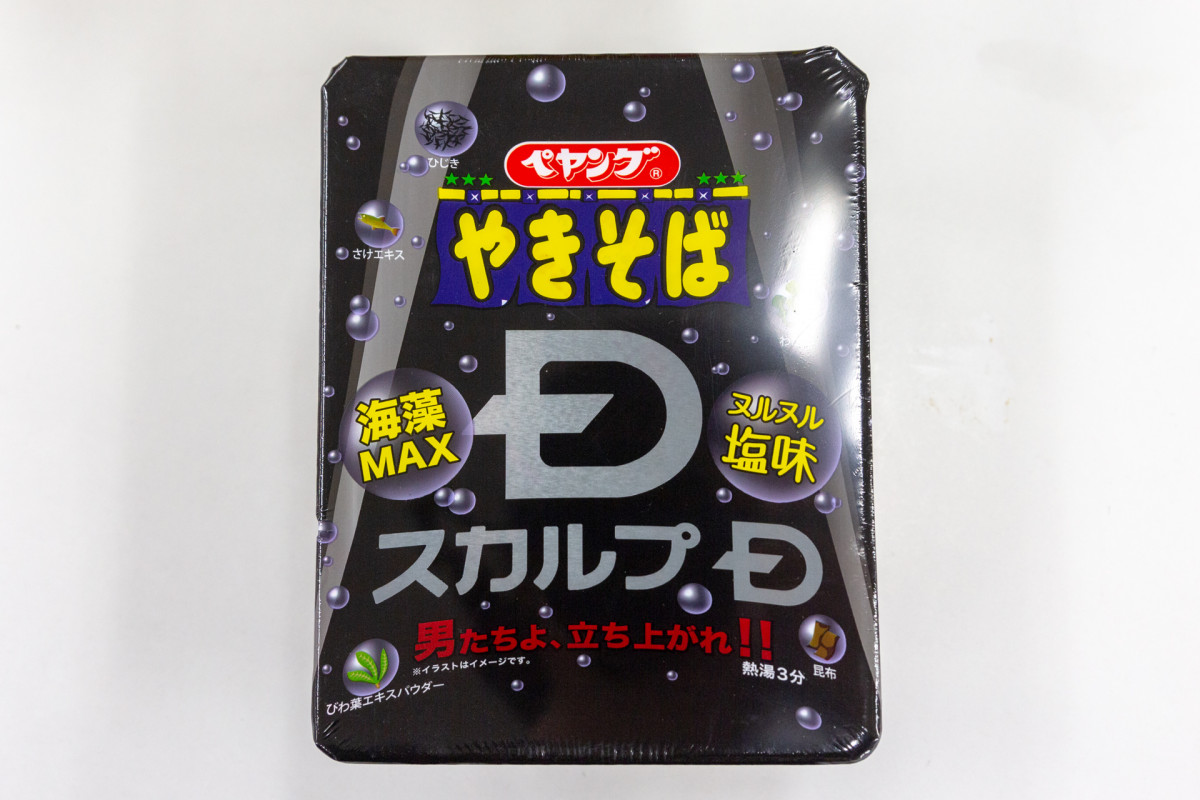 ひじき
ペヤング®
さけエキス
やきそば
海藻
MAX
D
ヌルヌル
塩味
スカルプD
男たちよ、立ち上がれ!!
※イラストはイメージです。
熱湯3分
昆布
びわ葉エキスパウダー